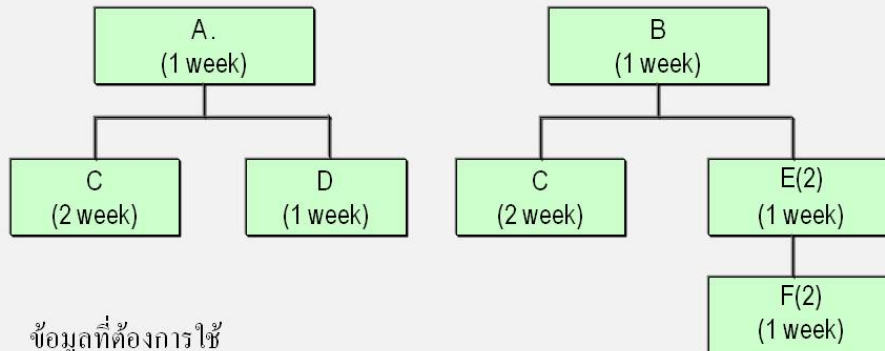 A.
(1 week)
B
(1 week)
C
(2 week)
D
(1 week)
C
(2 week)
E(2)
(1 week)
F(2)
(1 week)
ข้อมูลที่ต้องการใช้